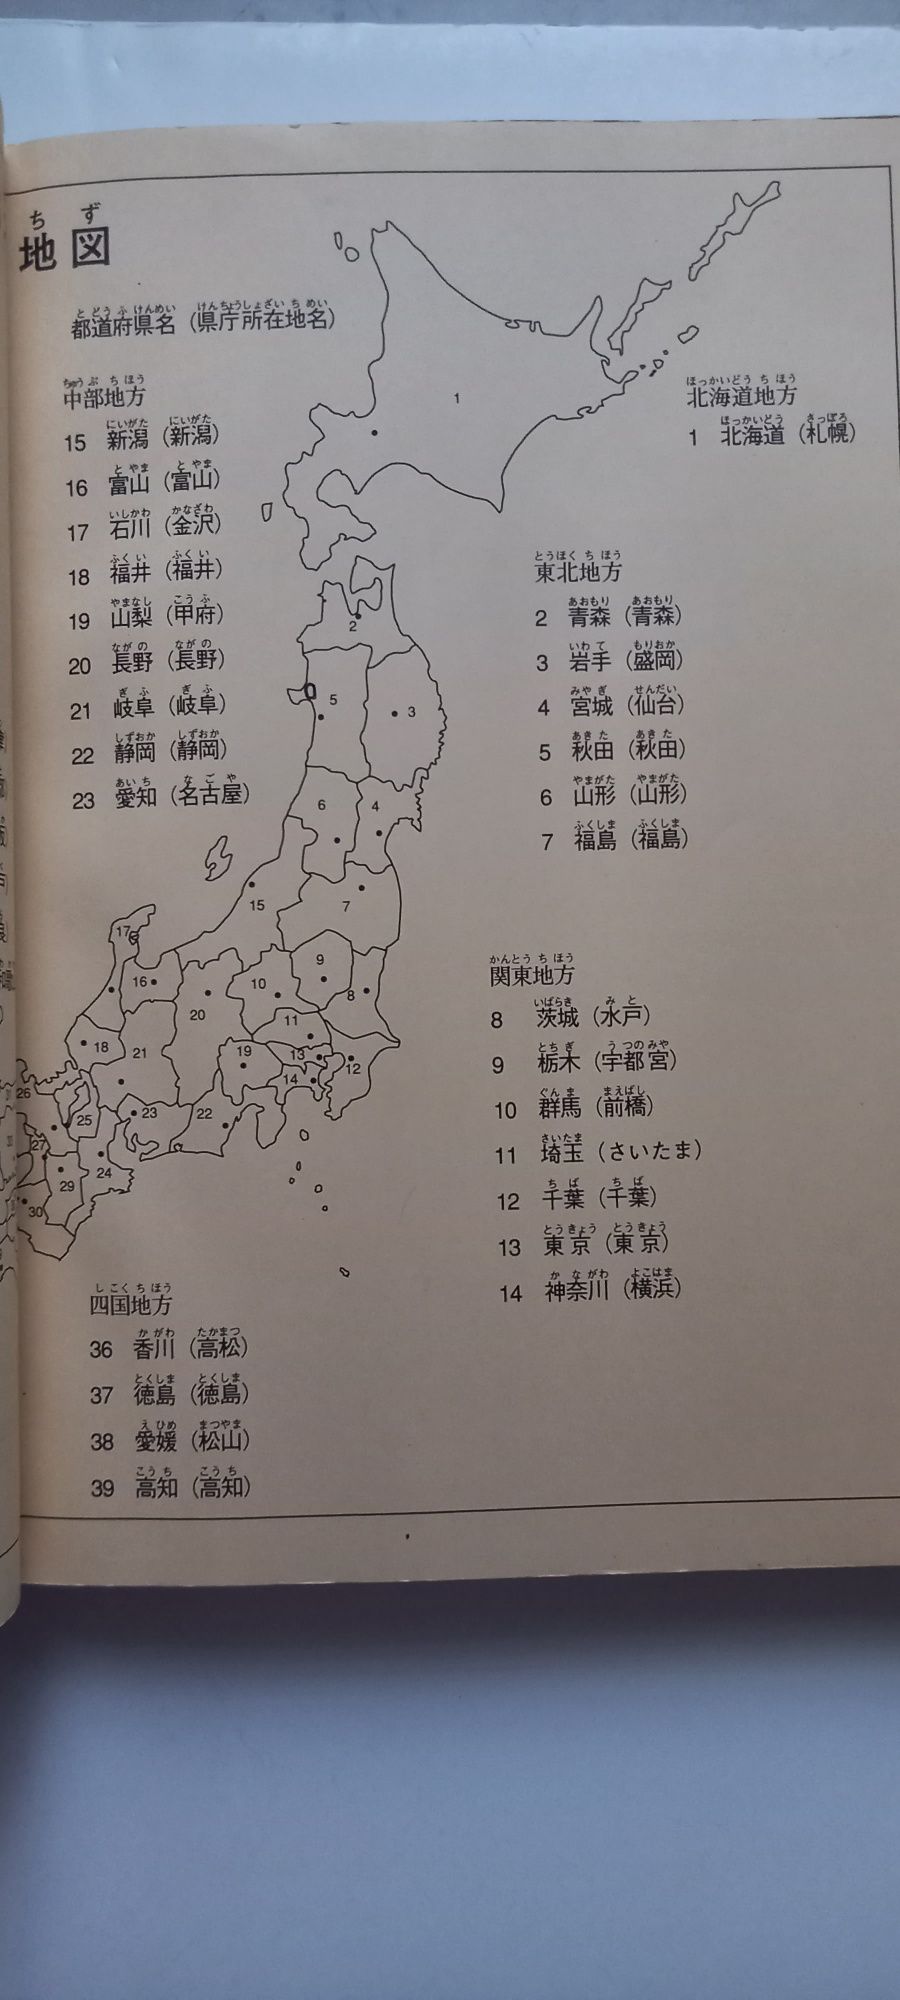 地図
ちず
都道府県名（県庁所在地名）
とどうふけんめい けんちょうしょざいちめい
中部地方
ちゅうぶちほう
15 新潟（新潟）
にいがた にいがた
16 富山（富山）
とやま とやま
17 石川（金沢）
いしかわ かなざわ
18 福井（福井）
ふくい ふくい
19 山梨（甲府）
やまなし こうふ
20 長野（長野）
ながの ながの
21 岐阜（岐阜）
ぎふ ぎふ
22 静岡（静岡）
しずおか しずおか
23 愛知（名古屋）
あいち なごや
北海道地方
ほっかいどうちほう
1 北海道（札幌）
ほっかいどう さっぽろ
東北地方
とうほくちほう
2 青森（青森）
あおもり あおもり
3 岩手（盛岡）
いわて もりおか
4 宮城（仙台）
みやぎ せんだい
5 秋田（秋田）
あきた あきた
6 山形（山形）
やまがた やまがた
7 福島（福島）
ふくしま ふくしま
関東地方
かんとうちほう
8 茨城（水戸）
いばらき みと
9 栃木（宇都宮）
とちぎ うつのみや
10 群馬（前橋）
ぐんま まえばし
11 埼玉（さいたま）
さいたま
12 千葉（千葉）
ちば ちば
13 東京（東京）
とうきょう とうきょう
14 神奈川（横浜）
かながわ よこはま
四国地方
しこくちほう
36 香川（高松）
かがわ たかまつ
37 徳島（徳島）
とくしま とくしま
38 愛媛（松山）
えひめ まつやま
39 高知（高知）
こうち こうち
1
2
5
3
6
4
15
7
17
9
16
10
8
20
11
18
21
19
13
12
14
26
25
23
22
27
24
29
30